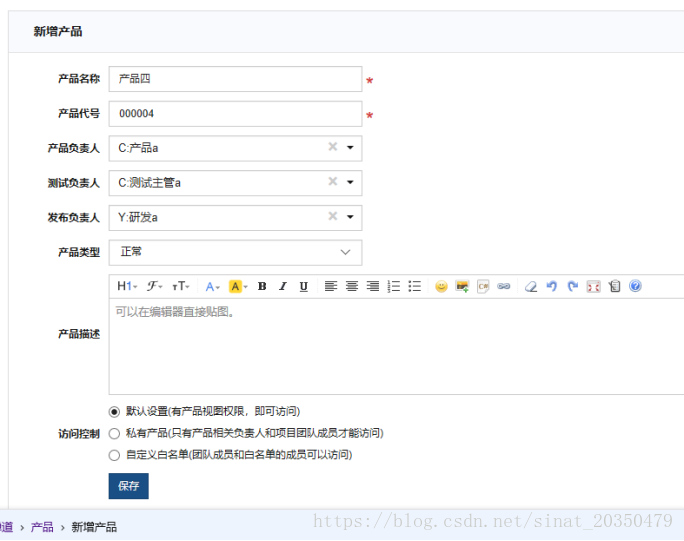 新增产品
产品名称 产品四 *
产品代号 000004 *
产品负责人 C:产品a
测试负责人 C:测试主管a
发布负责人 Y:研发a
产品类型 正常
H1 F тT A A B I U C#
可以在编辑器直接贴图。
产品描述
默认设置(有产品视图权限，即可访问)
访问控制 私有产品(只有产品相关负责人和项目团队成员才能访问)
自定义白名单(团队成员和白名单的成员可以访问)
保存
道 › 产品 › 新增产品
https://blog.csdn.net/sinat_20350479